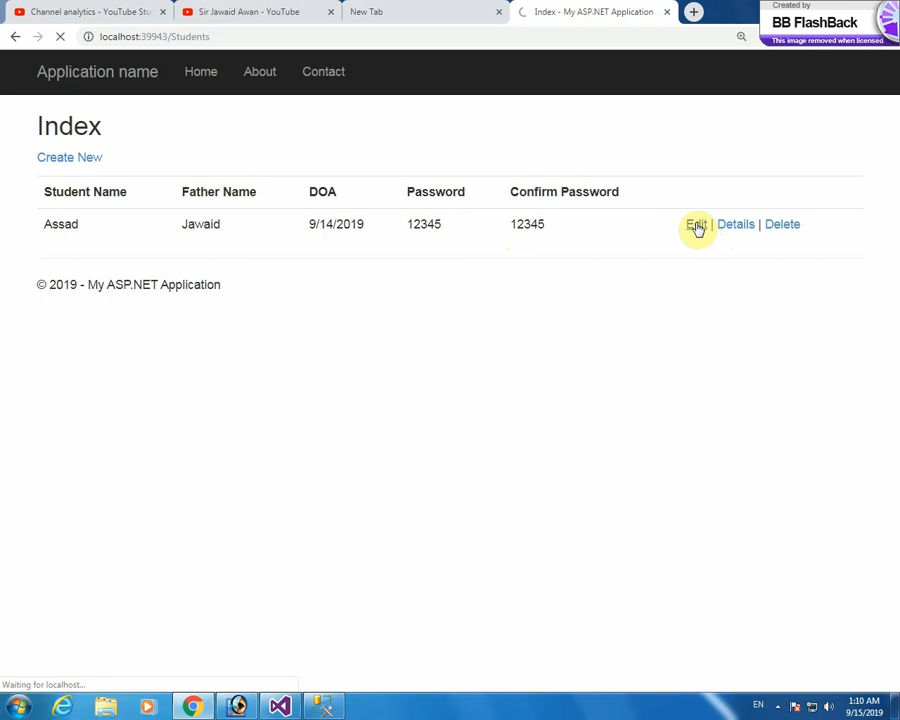 Channel analytics - YouTube Stud
Sir Jawaid Awan - YouTube
New Tab
Index - My ASP.NET Application
Created by
BB FlashBack
This image removed when licensed
localhost:39943/Students
Application name Home About Contact
Index
Create New
Student Name Father Name DOA Password Confirm Password
Assad Jawaid 9/14/2019 12345 12345 Edit | Details | Delete
© 2019 - My ASP.NET Application
Waiting for localhost...
EN 1:10 AM
9/15/2019